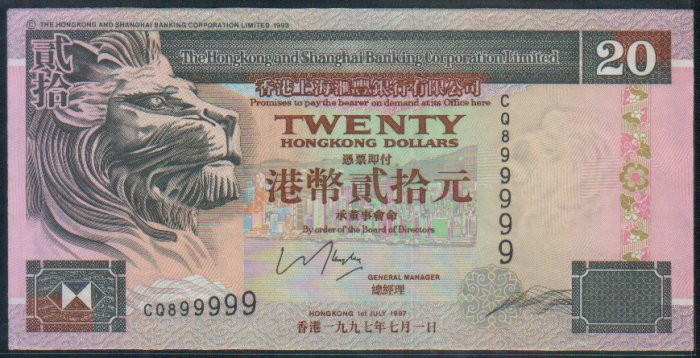 © THE HONGKONG AND SHANGHAI BANKING CORPORATION LIMITED 1993
貳拾
The Hongkong and Shanghai Banking Corporation Limited
20
香港上海滙豐銀行有限公司
Promises to pay the bearer on demand at its Office here
TWENTY
HONGKONG DOLLARS
憑票即付
港幣貳拾元
承董事會命
By order of the Board of Directors
CQ899999
GENERAL MANAGER
總經理
CQ899999
HONGKONG 1st JULY 1997
香港一九九七年七月一日